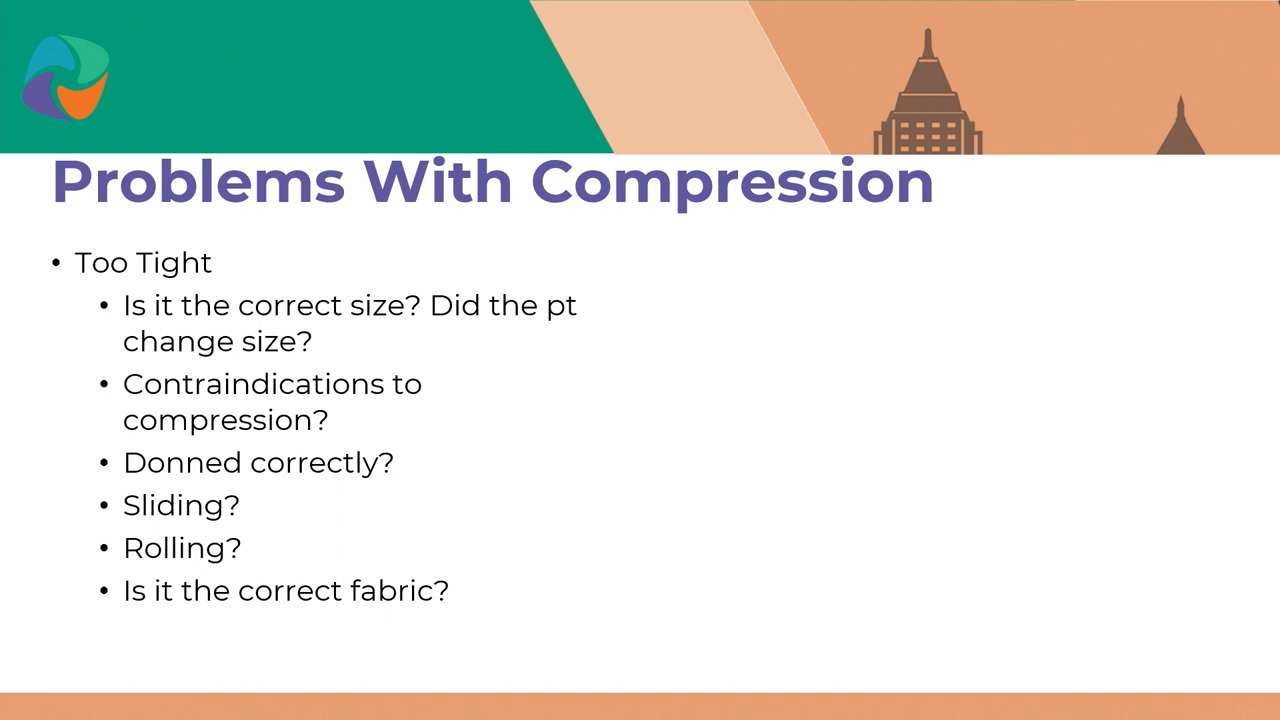 Problems With Compression
• Too Tight
• Is it the correct size? Did the pt
change size?
• Contraindications to
compression?
• Donned correctly?
• Sliding?
• Rolling?
• Is it the correct fabric?